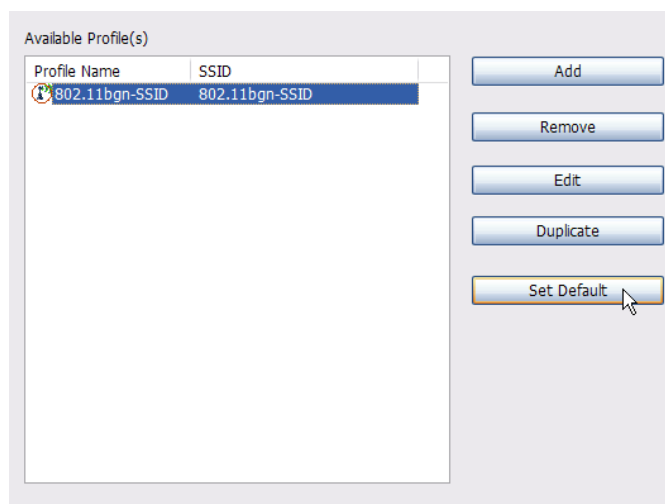 Available Profile(s)
Profile Name SSID
802.11bgn-SSID 802.11bgn-SSID
Add
Remove
Edit
Duplicate
Set Default